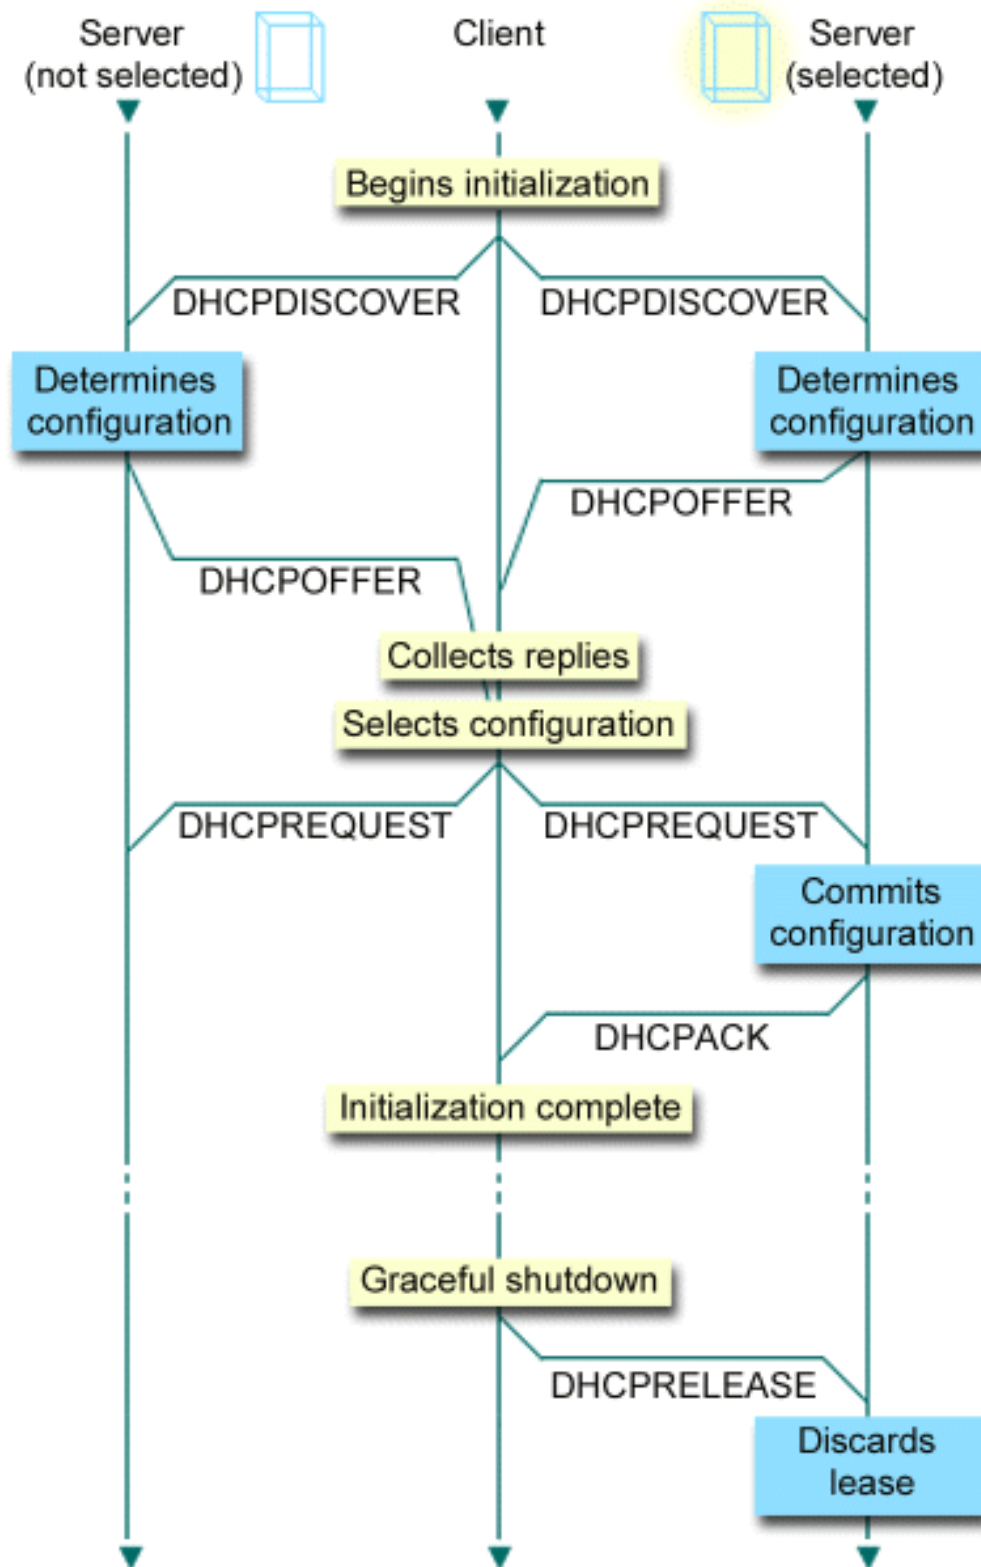 Server
(not selected)
Client
Server
(selected)
Begins initialization
DHCPDISCOVER
DHCPDISCOVER
Determines
configuration
Determines
configuration
DHCPOFFER
DHCPOFFER
Collects replies
Selects configuration
DHCPREQUEST
DHCPREQUEST
Commits
configuration
DHCPACK
Initialization complete
Graceful shutdown
DHCPRELEASE
Discards
lease